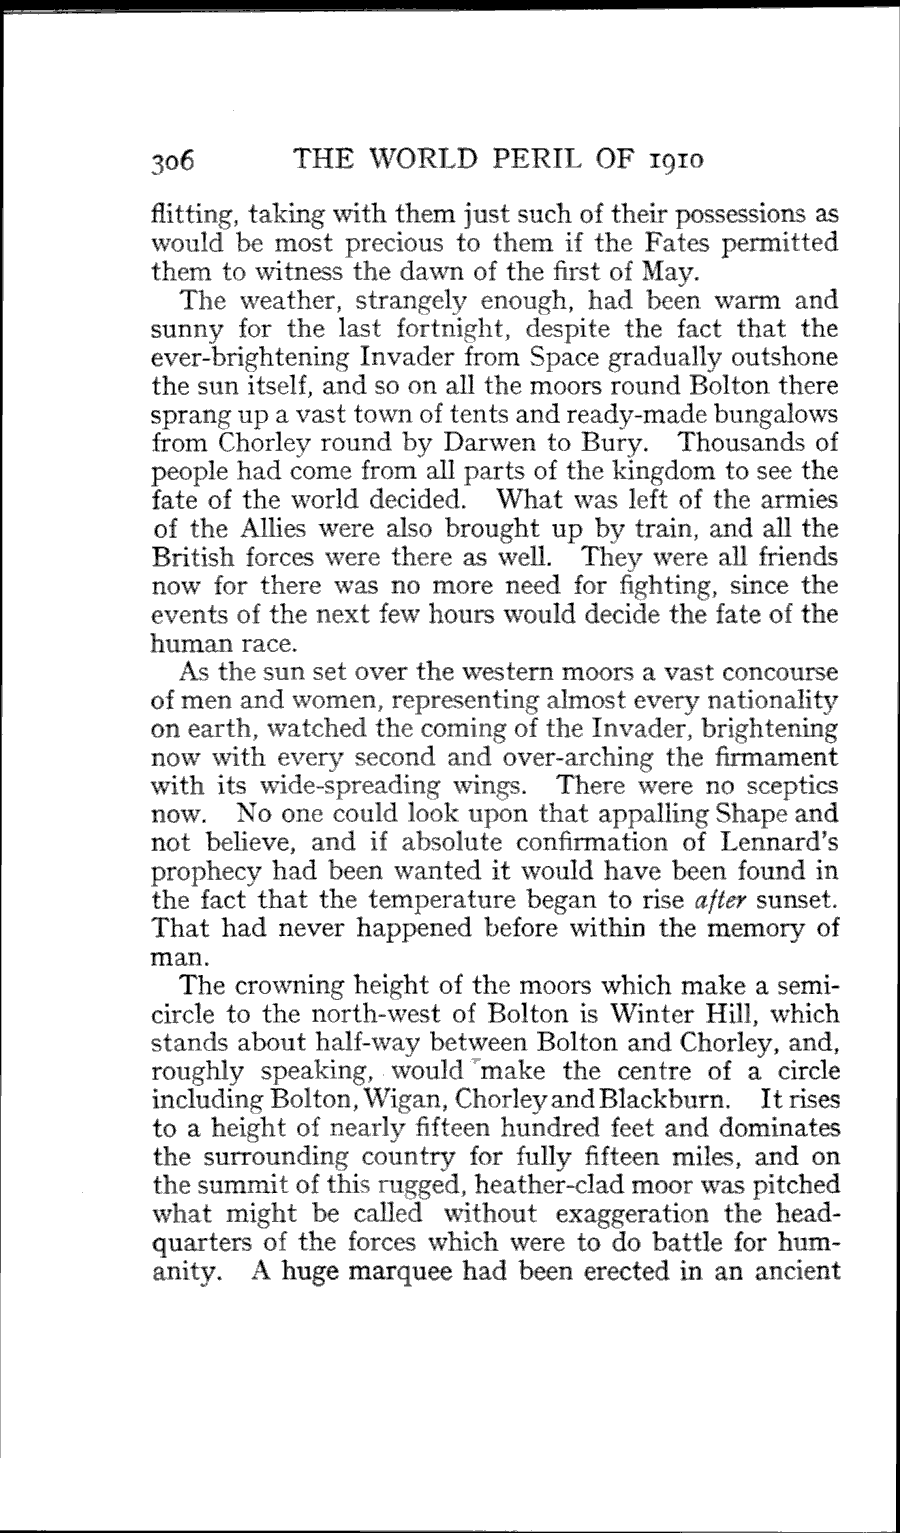 306 THE WORLD PERIL OF 1910
flitting, taking with them just such of their possessions as
would be most precious to them if the Fates permitted
them to witness the dawn of the first of May.
The weather, strangely enough, had been warm and
sunny for the last fortnight, despite the fact that the
ever-brightening Invader from Space gradually outshone
the sun itself, and so on all the moors round Bolton there
sprang up a vast town of tents and ready-made bungalows
from Chorley round by Darwen to Bury. Thousands of
people had come from all parts of the kingdom to see the
fate of the world decided. What was left of the armies
of the Allies were also brought up by train, and all the
British forces were there as well. They were all friends
now for there was no more need for fighting, since the
events of the next few hours would decide the fate of the
human race.
As the sun set over the western moors a vast concourse
of men and women, representing almost every nationality
on earth, watched the coming of the Invader, brightening
now with every second and over-arching the firmament
with its wide-spreading wings. There were no sceptics
now. No one could look upon that appalling Shape and
not believe, and if absolute confirmation of Lennard's
prophecy had been wanted it would have been found in
the fact that the temperature began to rise after sunset.
That had never happened before within the memory of
man.
The crowning height of the moors which make a semi-
circle to the north-west of Bolton is Winter Hill, which
stands about half-way between Bolton and Chorley, and,
roughly speaking, would make the centre of a circle
including Bolton, Wigan, Chorley and Blackburn. It rises
to a height of nearly fifteen hundred feet and dominates
the surrounding country for fully fifteen miles, and on
the summit of this rugged, heather-clad moor was pitched
what might be called without exaggeration the head-
quarters of the forces which were to do battle for hum-
anity. A huge marquee had been erected in an ancient